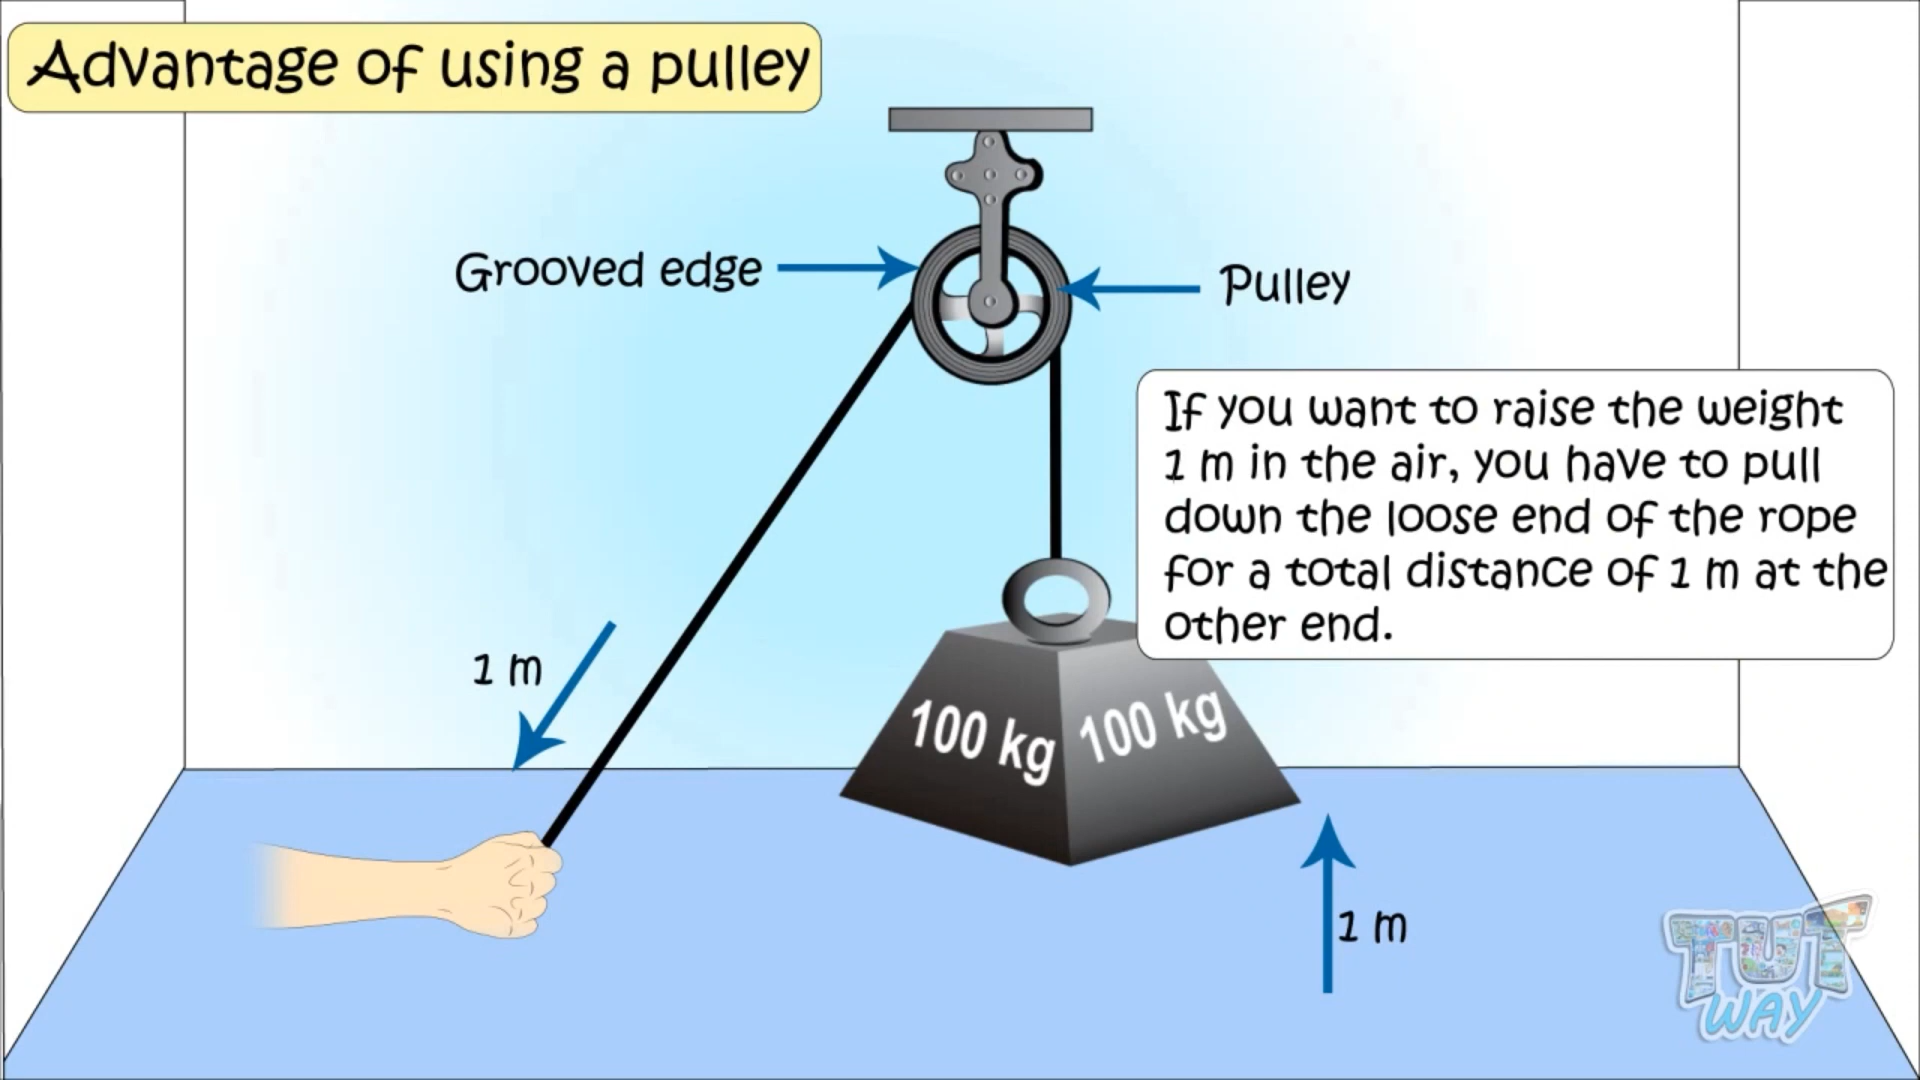 Advantage of using a pulley
Grooved edge
Pulley
If you want to raise the weight
1 m in the air, you have to pull
down the loose end of the rope
for a total distance of 1 m at the
other end.
1 m
100 kg
100 kg
1 m
TUT
WAY